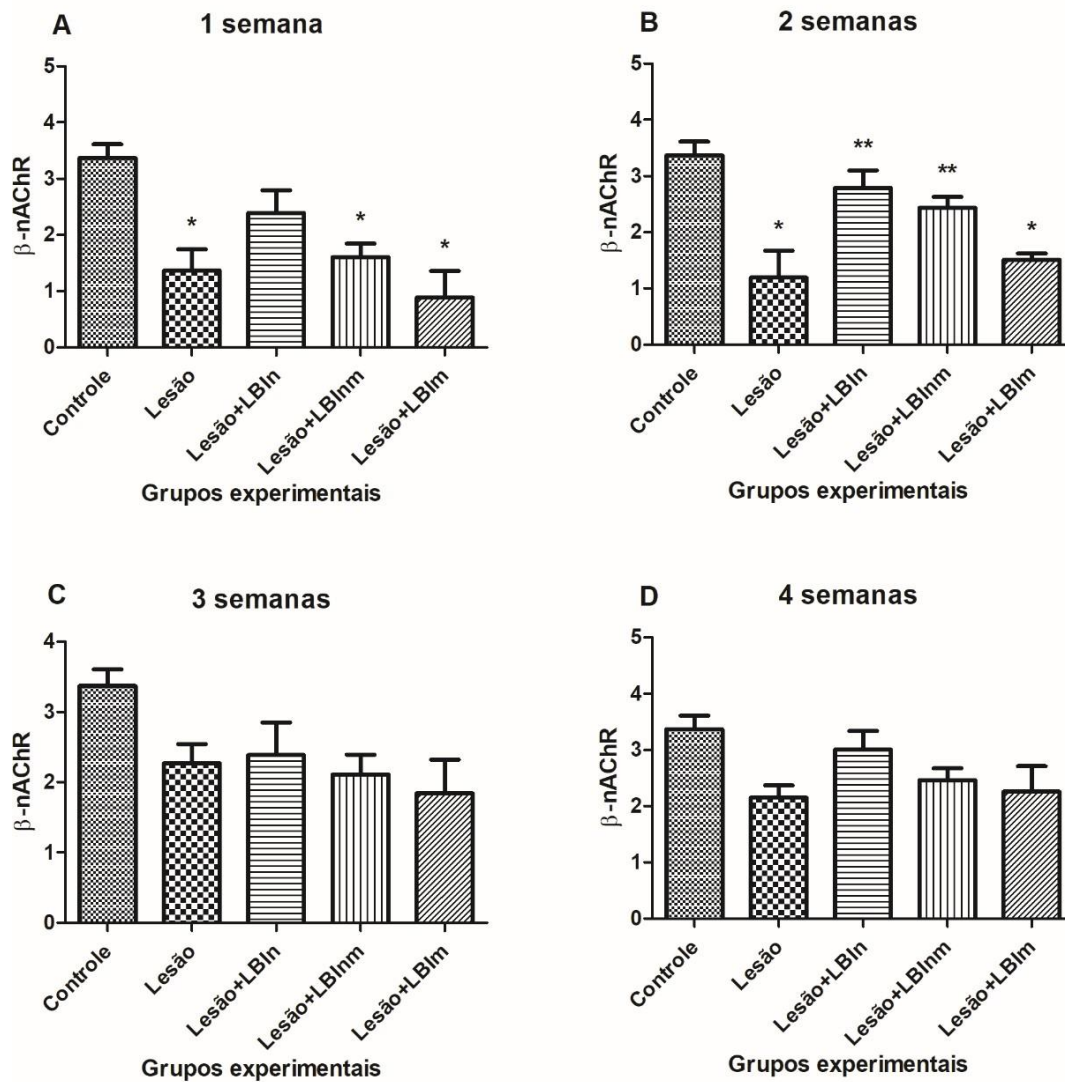 A
1 semana
5
4
3
2
1
0
β-nAChR
*
*
*
Controle
Lesão
Lesão+LBIn
Lesão+LBInm
Lesão+LBIm
Grupos experimentais
B
2 semanas
5
4
3
2
1
0
β-nAChR
*
**
**
*
Controle
Lesão
Lesão+LBIn
Lesão+LBInm
Lesão+LBIm
Grupos experimentais
C
3 semanas
4
3
2
1
0
β-nAChR
Controle
Lesão
Lesão+LBIn
Lesão+LBInm
Lesão+LBIm
Grupos experimentais
D
4 semanas
5
4
3
2
1
0
β-nAChR
Controle
Lesão
Lesão+LBIn
Lesão+LBInm
Lesão+LBIm
Grupos experimentais